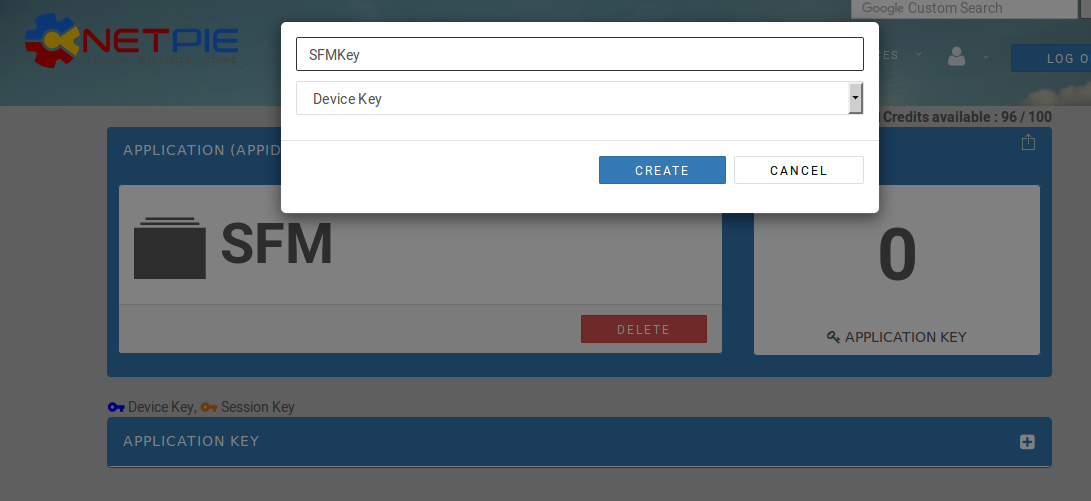 Google Custom Search
NETPIE
SFMKey
Device Key
LOG O
Credits available : 96 / 100
APPLICATION (APPID
CREATE
CANCEL
SFM
0
DELETE
APPLICATION KEY
Device Key, Session Key
APPLICATION KEY